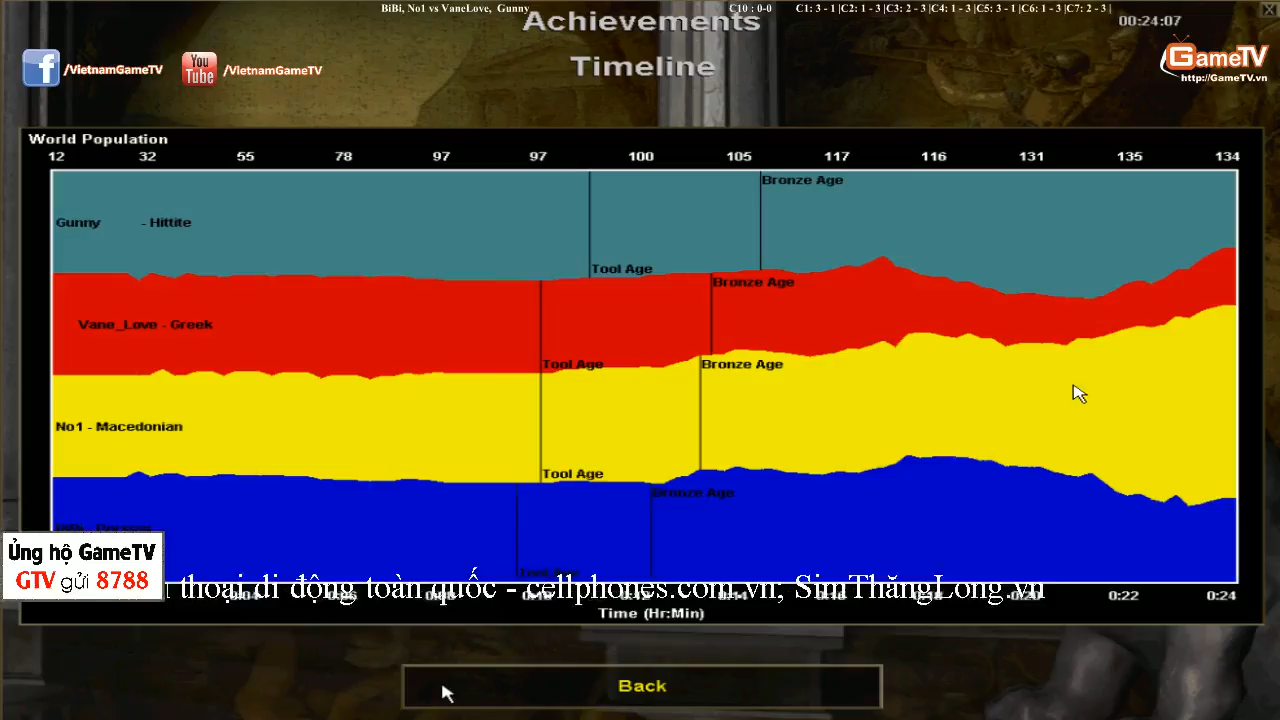 BiBi, No1 vs VaneLove, Gunny
C10 : 0-0
C1: 3 - 1 |C2: 1 - 3 |C3: 2 - 3 |C4: 1 - 3 |C5: 3 - 1 |C6: 1 - 3 |C7: 2 - 3 |
Achievements
00:24:07
Timeline
/VietnamGameTV
You Tube
/VietnamGameTV
GameTV
http://GameTV.vn
World Population
12 32 55 78 97 97 100 105 117 116 131 135 134
Bronze Age
Gunny - Hittite
Tool Age
Bronze Age
Vane_Love - Greek
Tool Age
Bronze Age
No1 - Macedonian
Tool Age
Bronze Age
Ủng hộ GameTV
GTV gửi 8788
thoại di động toàn quốc - cellphones.com.vn; SimThăngLong.vn
0:22 0:24
Time (Hr:Min)
Back